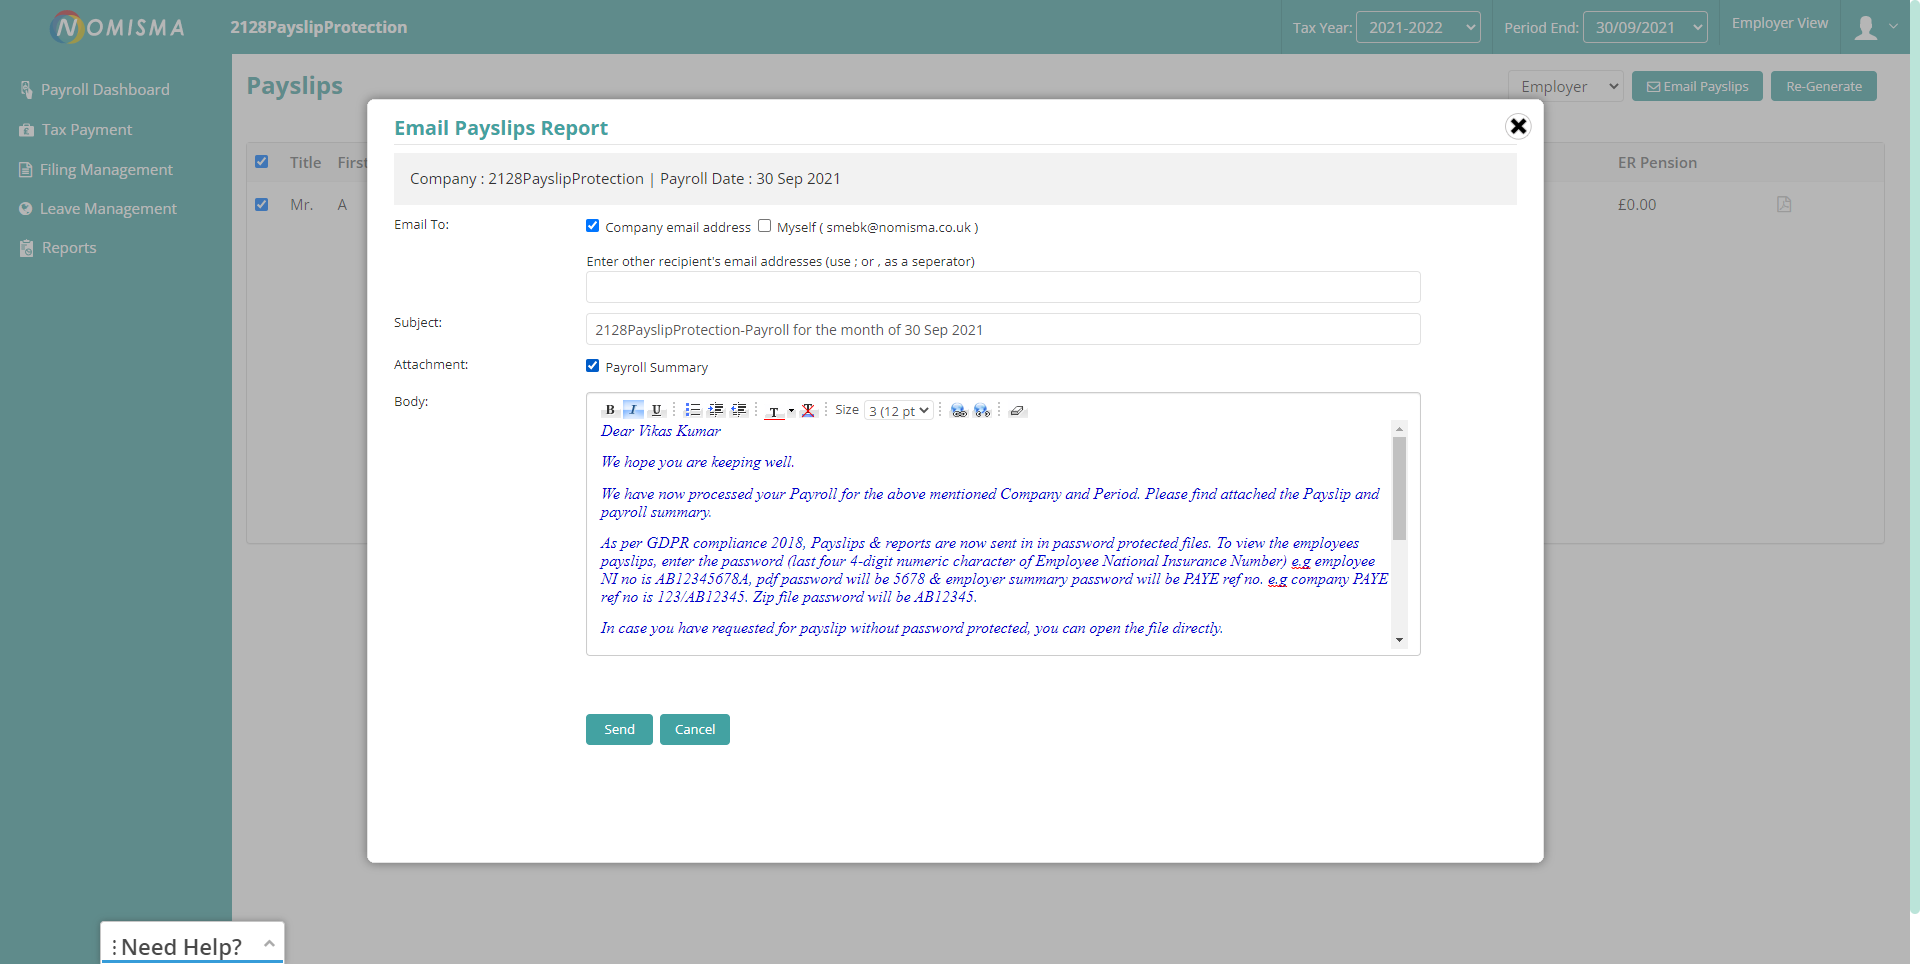 NOMISMA
2128PayslipProtection
Tax Year: 2021-2022
Period End: 30/09/2021
Employer View
Payroll Dashboard
Tax Payment
Filing Management
Leave Management
Reports
Payslips
Employer
Email Payslips
Re-Generate
Title First
ER Pension
Mr. A
£0.00
Email Payslips Report
Company : 2128PayslipProtection | Payroll Date : 30 Sep 2021
Email To:
Company email address Myself ( smebk@nomisma.co.uk )
Enter other recipient's email addresses (use ; or , as a seperator)
Subject:
2128PayslipProtection-Payroll for the month of 30 Sep 2021
Attachment:
Payroll Summary
Body:
B I U T Size 3 (12 pt
Dear Vikas Kumar
We hope you are keeping well.
We have now processed your Payroll for the above mentioned Company and Period. Please find attached the Payslip and
payroll summary.
As per GDPR compliance 2018, Payslips & reports are now sent in in password protected files. To view the employees
payslips, enter the password (last four 4-digit numeric character of Employee National Insurance Number) e.g employee
NI no is AB12345678A, pdf password will be 5678 & employer summary password will be PAYE ref no. e.g company PAYE
ref no is 123/AB12345. Zip file password will be AB12345.
In case you have requested for payslip without password protected, you can open the file directly.
Send
Cancel
Need Help?